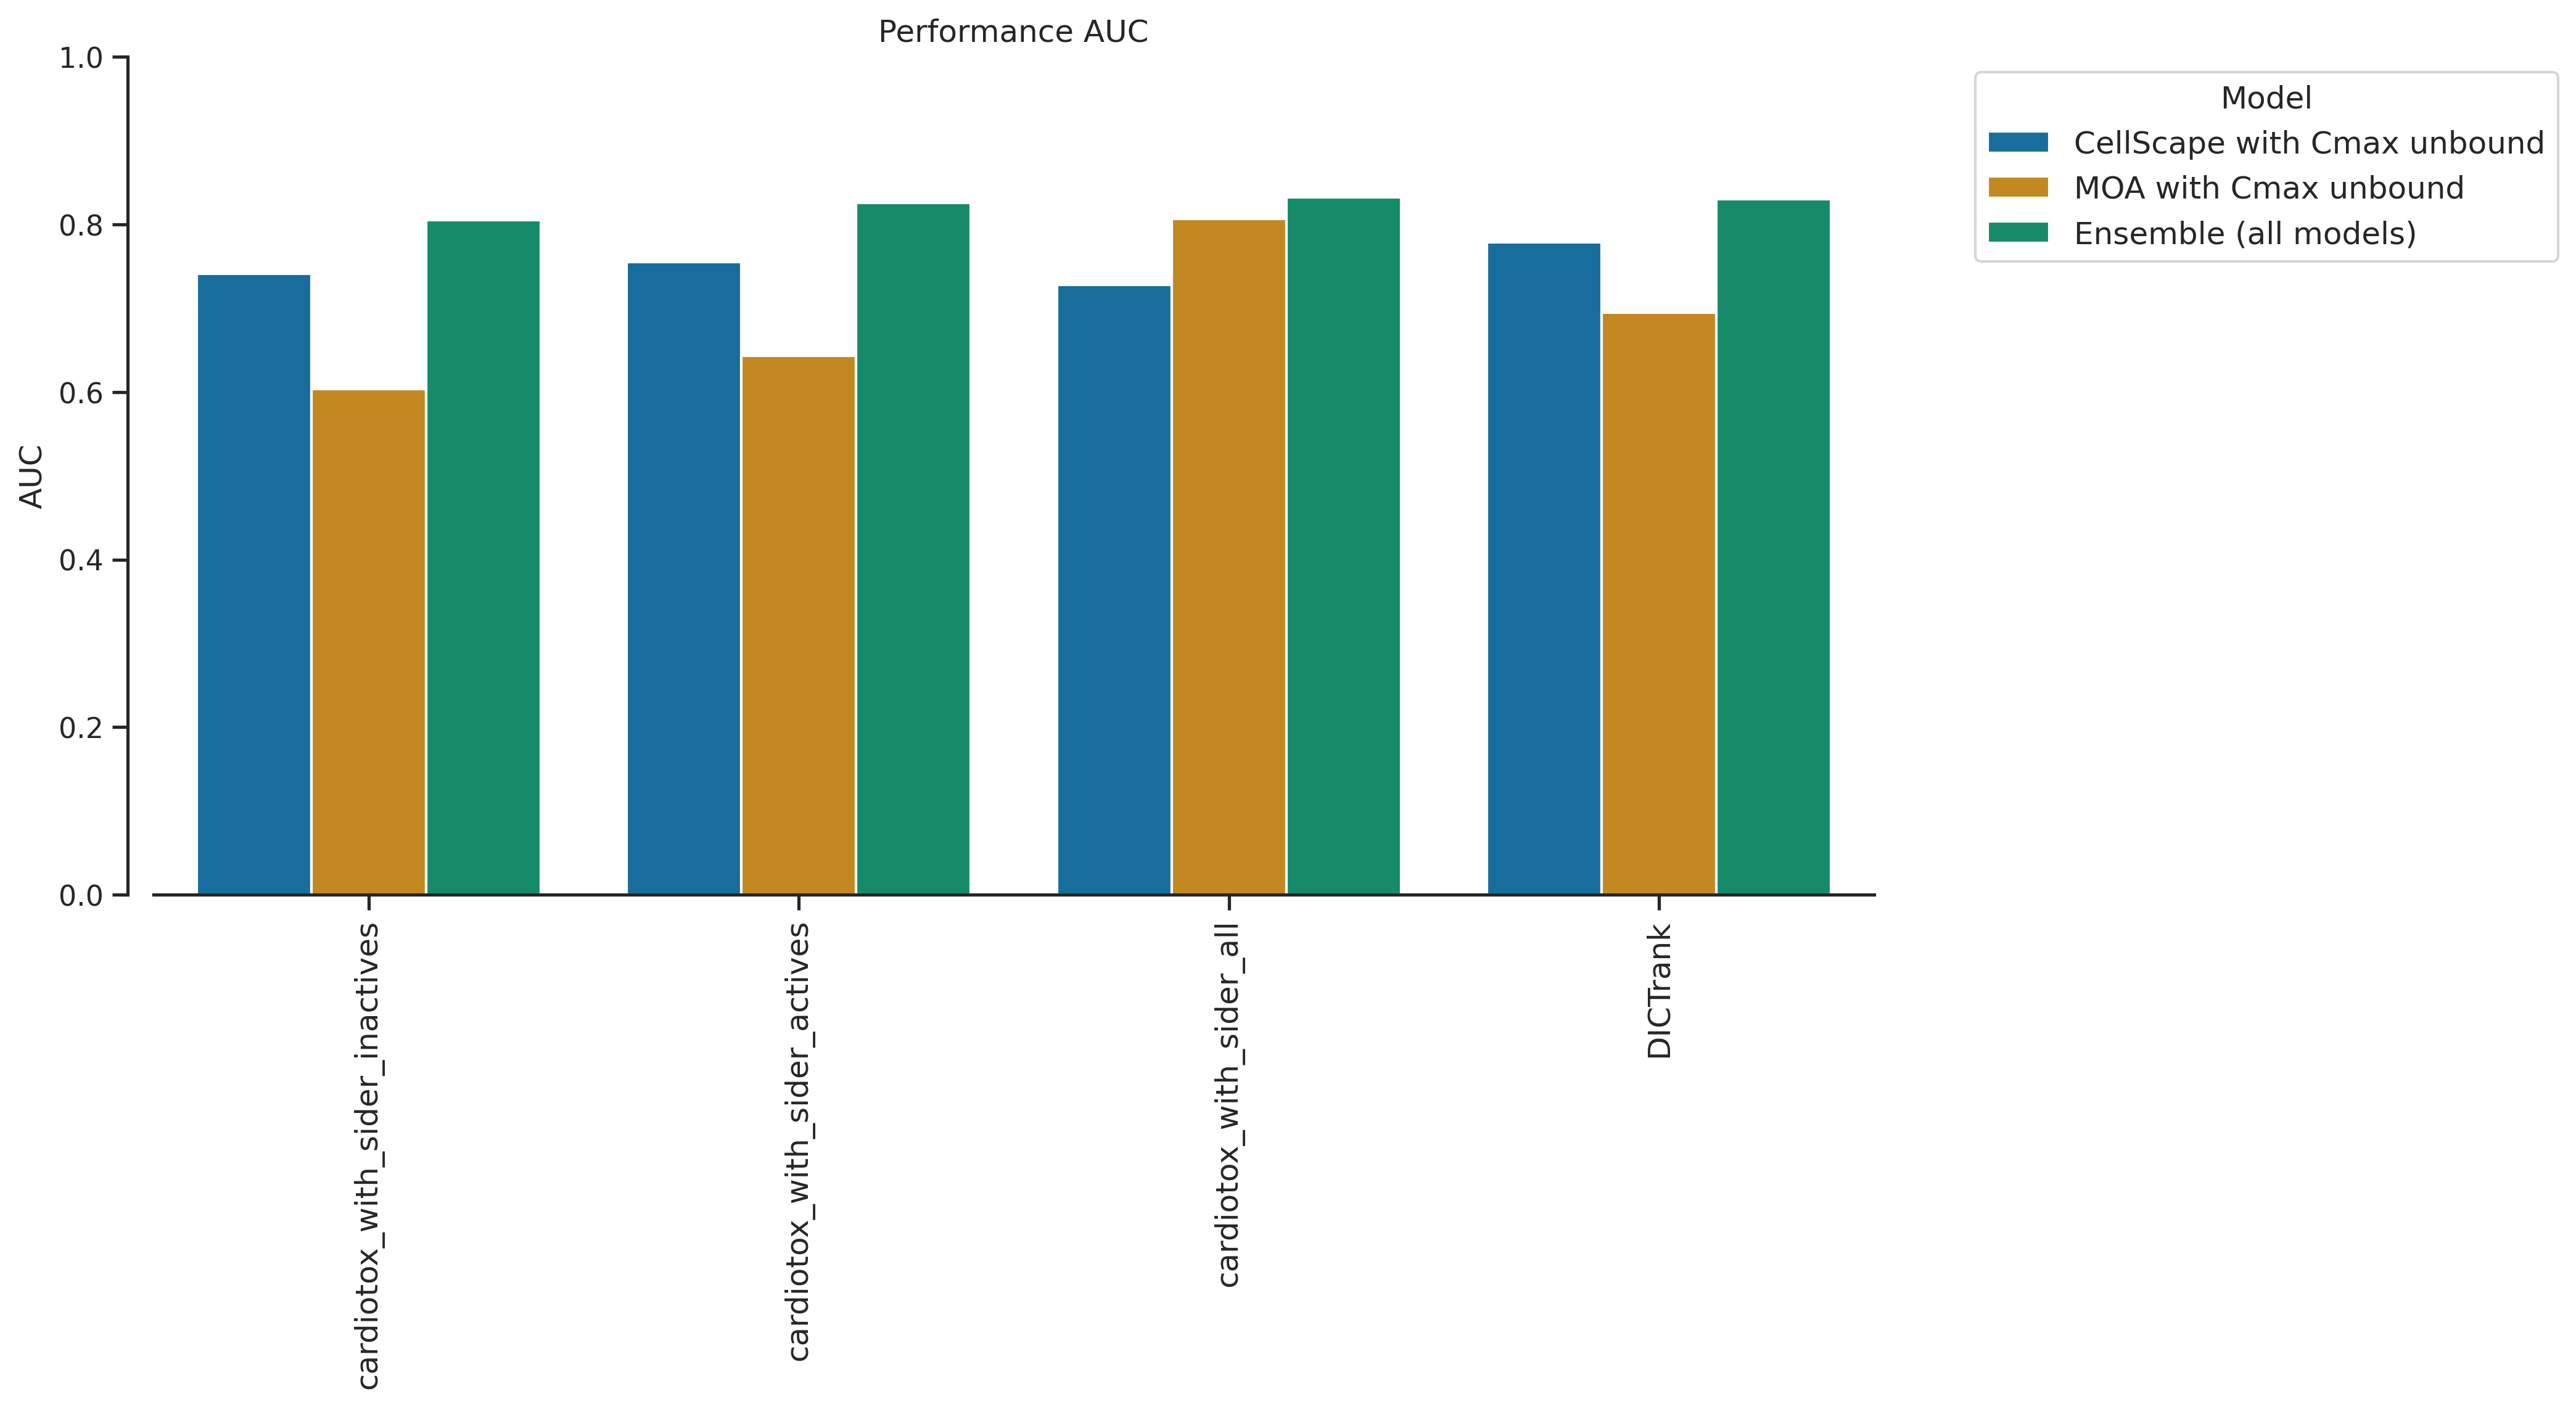 Performance AUC
1.0
0.8
0.6
0.4
0.2
0.0
AUC
cardiotox_with_sider_inactives
cardiotox_with_sider_actives
cardiotox_with_sider_all
DICTrank
Model
CellScape with Cmax unbound
MOA with Cmax unbound
Ensemble (all models)